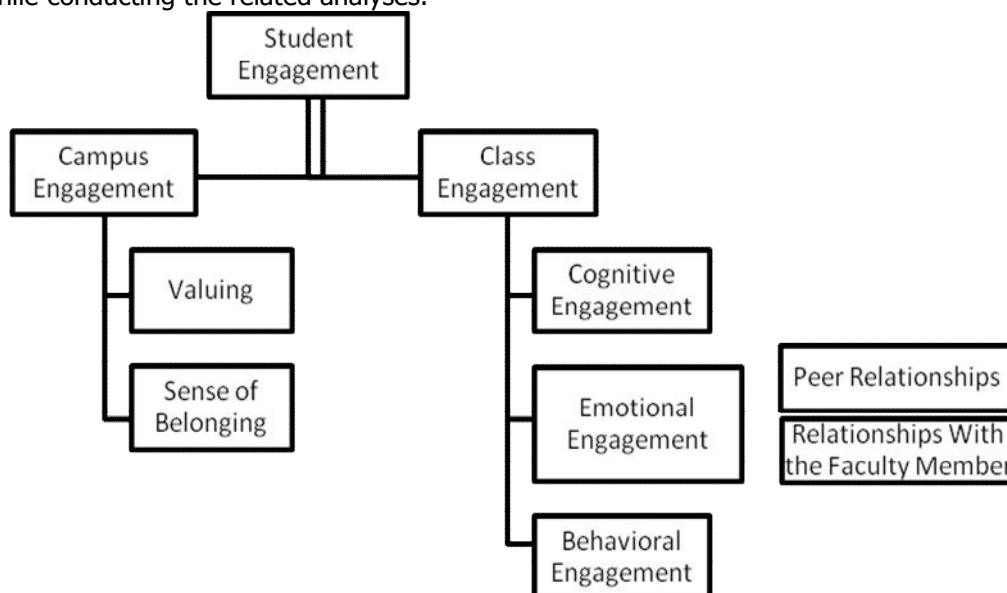 while conducting the related analyses.
Student
Engagement
Campus
Engagement
Class
Engagement
Valuing
Sense of
Belonging
Cognitive
Engagement
Emotional
Engagement
Behavioral
Engagement
Peer Relationships
Relationships With
the Faculty Member